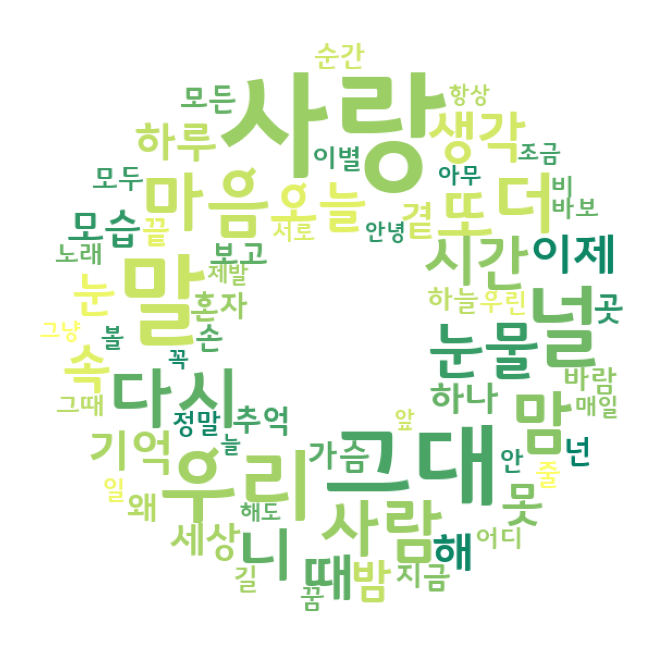 순간
사랑
모든
항상
하루
생각
이별
조금
모두
마음
오늘
아무
비
또
더
곁
바보
모습
끝
서로
안녕
노래
보고
시간
이제
제발
말
눈
혼자
하늘
우린
널
곳
그냥
볼
손
눈물
꼭
속
다시
하나
바람
그때
추억
정말
맘
매일
앞
기억
늘
우리
가슴
그대
안
넌
줄
일
왜
해도
사람
못
세상
니
때
해
어디
길
꿈
밤
지금